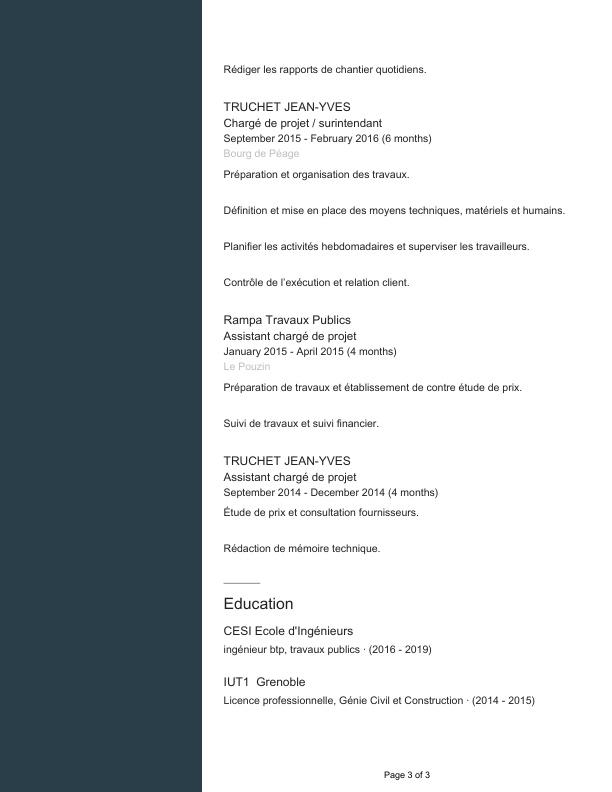 Rédiger les rapports de chantier quotidiens.
TRUCHET JEAN-YVES
Chargé de projet / surintendant
September 2015 - February 2016 (6 months)
Bourg de Péage
Préparation et organisation des travaux.
Définition et mise en place des moyens techniques, matériels et humains.
Planifier les activités hebdomadaires et superviser les travailleurs.
Contrôle de l’exécution et relation client.
Rampa Travaux Publics
Assistant chargé de projet
January 2015 - April 2015 (4 months)
Le Pouzin
Préparation de travaux et établissement de contre étude de prix.
Suivi de travaux et suivi financier.
TRUCHET JEAN-YVES
Assistant chargé de projet
September 2014 - December 2014 (4 months)
Étude de prix et consultation fournisseurs.
Rédaction de mémoire technique.
Education
CESI Ecole d'Ingénieurs
ingénieur btp, travaux publics · (2016 - 2019)
IUT1  Grenoble
Licence professionnelle, Génie Civil et Construction · (2014 - 2015)
Page 3 of 3